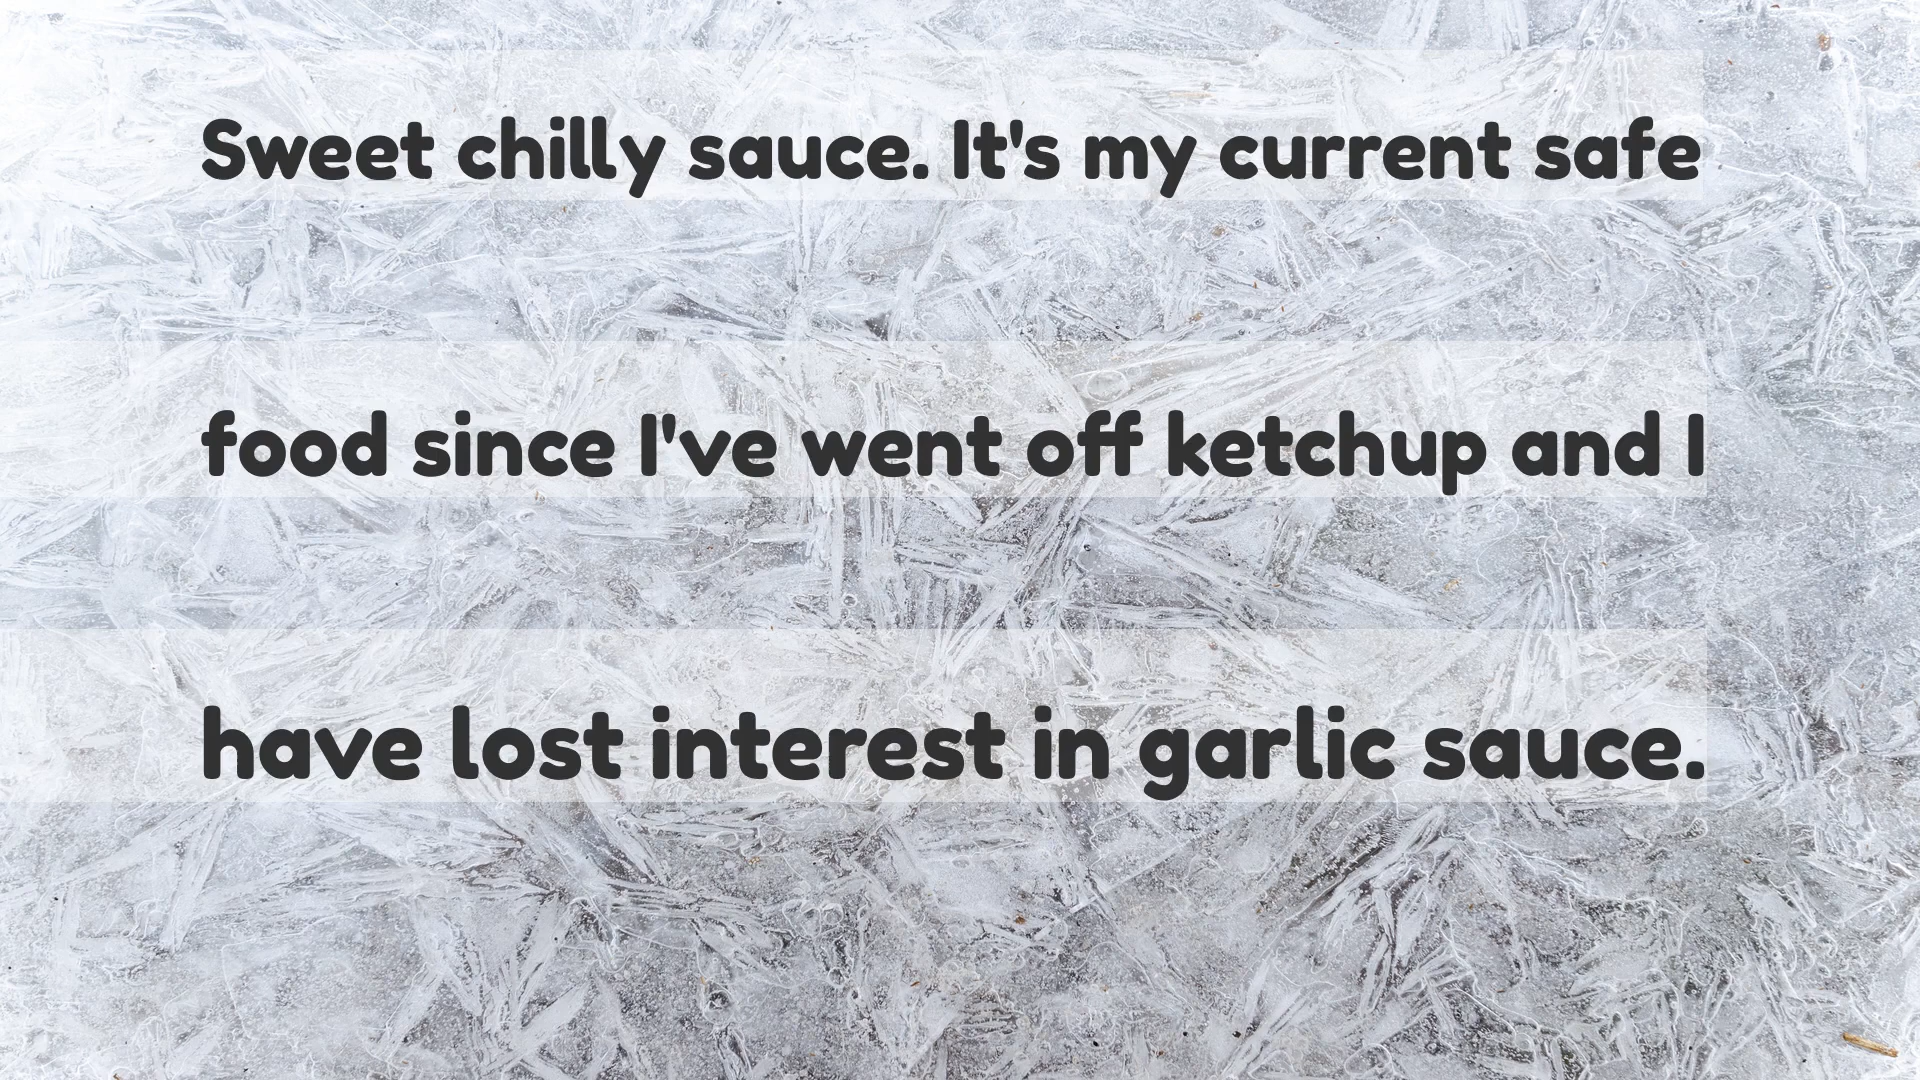 Sweet chilly sauce. It's my current safe
food since I've went off ketchup and I
have lost interest in garlic sauce.